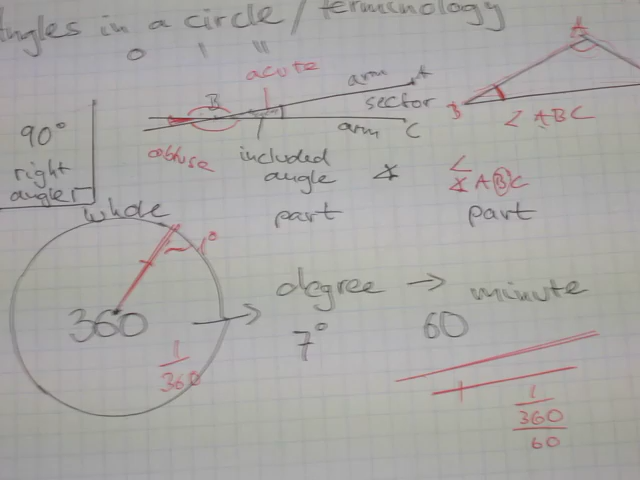 Angles in a circle / terminology
o ' "
acute
B arm A
sector
arm C
A
B
∠ ABC
90°
right
angle
obtuse
included
angle ∡
part
∠
∡ ABC
part
whole
1°
360
1
360
degree → minute
7° 60
1
360
60